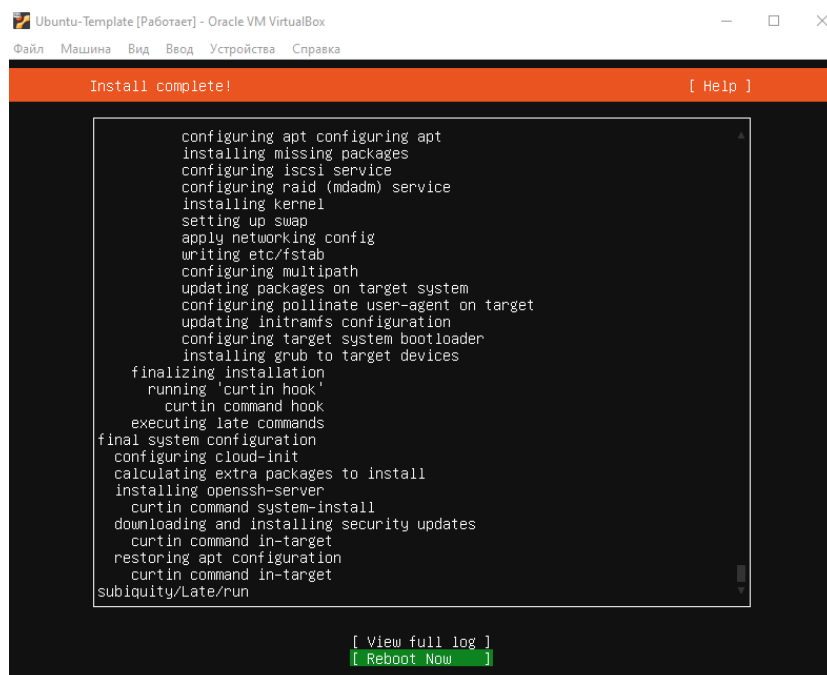 Ubuntu-Template [Работает] - Oracle VM VirtualBox
Файл Машина Вид Ввод Устройства Справка
Install complete! [ Help ]
configuring apt configuring apt
installing missing packages
configuring iscsi service
configuring raid (mdadm) service
installing kernel
setting up swap
apply networking config
writing etc/fstab
configuring multipath
updating packages on target system
configuring pollinate user-agent on target
updating initramfs configuration
configuring target system bootloader
installing grub to target devices
finalizing installation
running 'curtin hook'
curtin command hook
executing late commands
final system configuration
configuring cloud-init
calculating extra packages to install
installing openssh-server
curtin command system-install
downloading and installing security updates
curtin command in-target
restoring apt configuration
curtin command in-target
subiquity/Late/run
[ View full log ]
[ Reboot Now ]